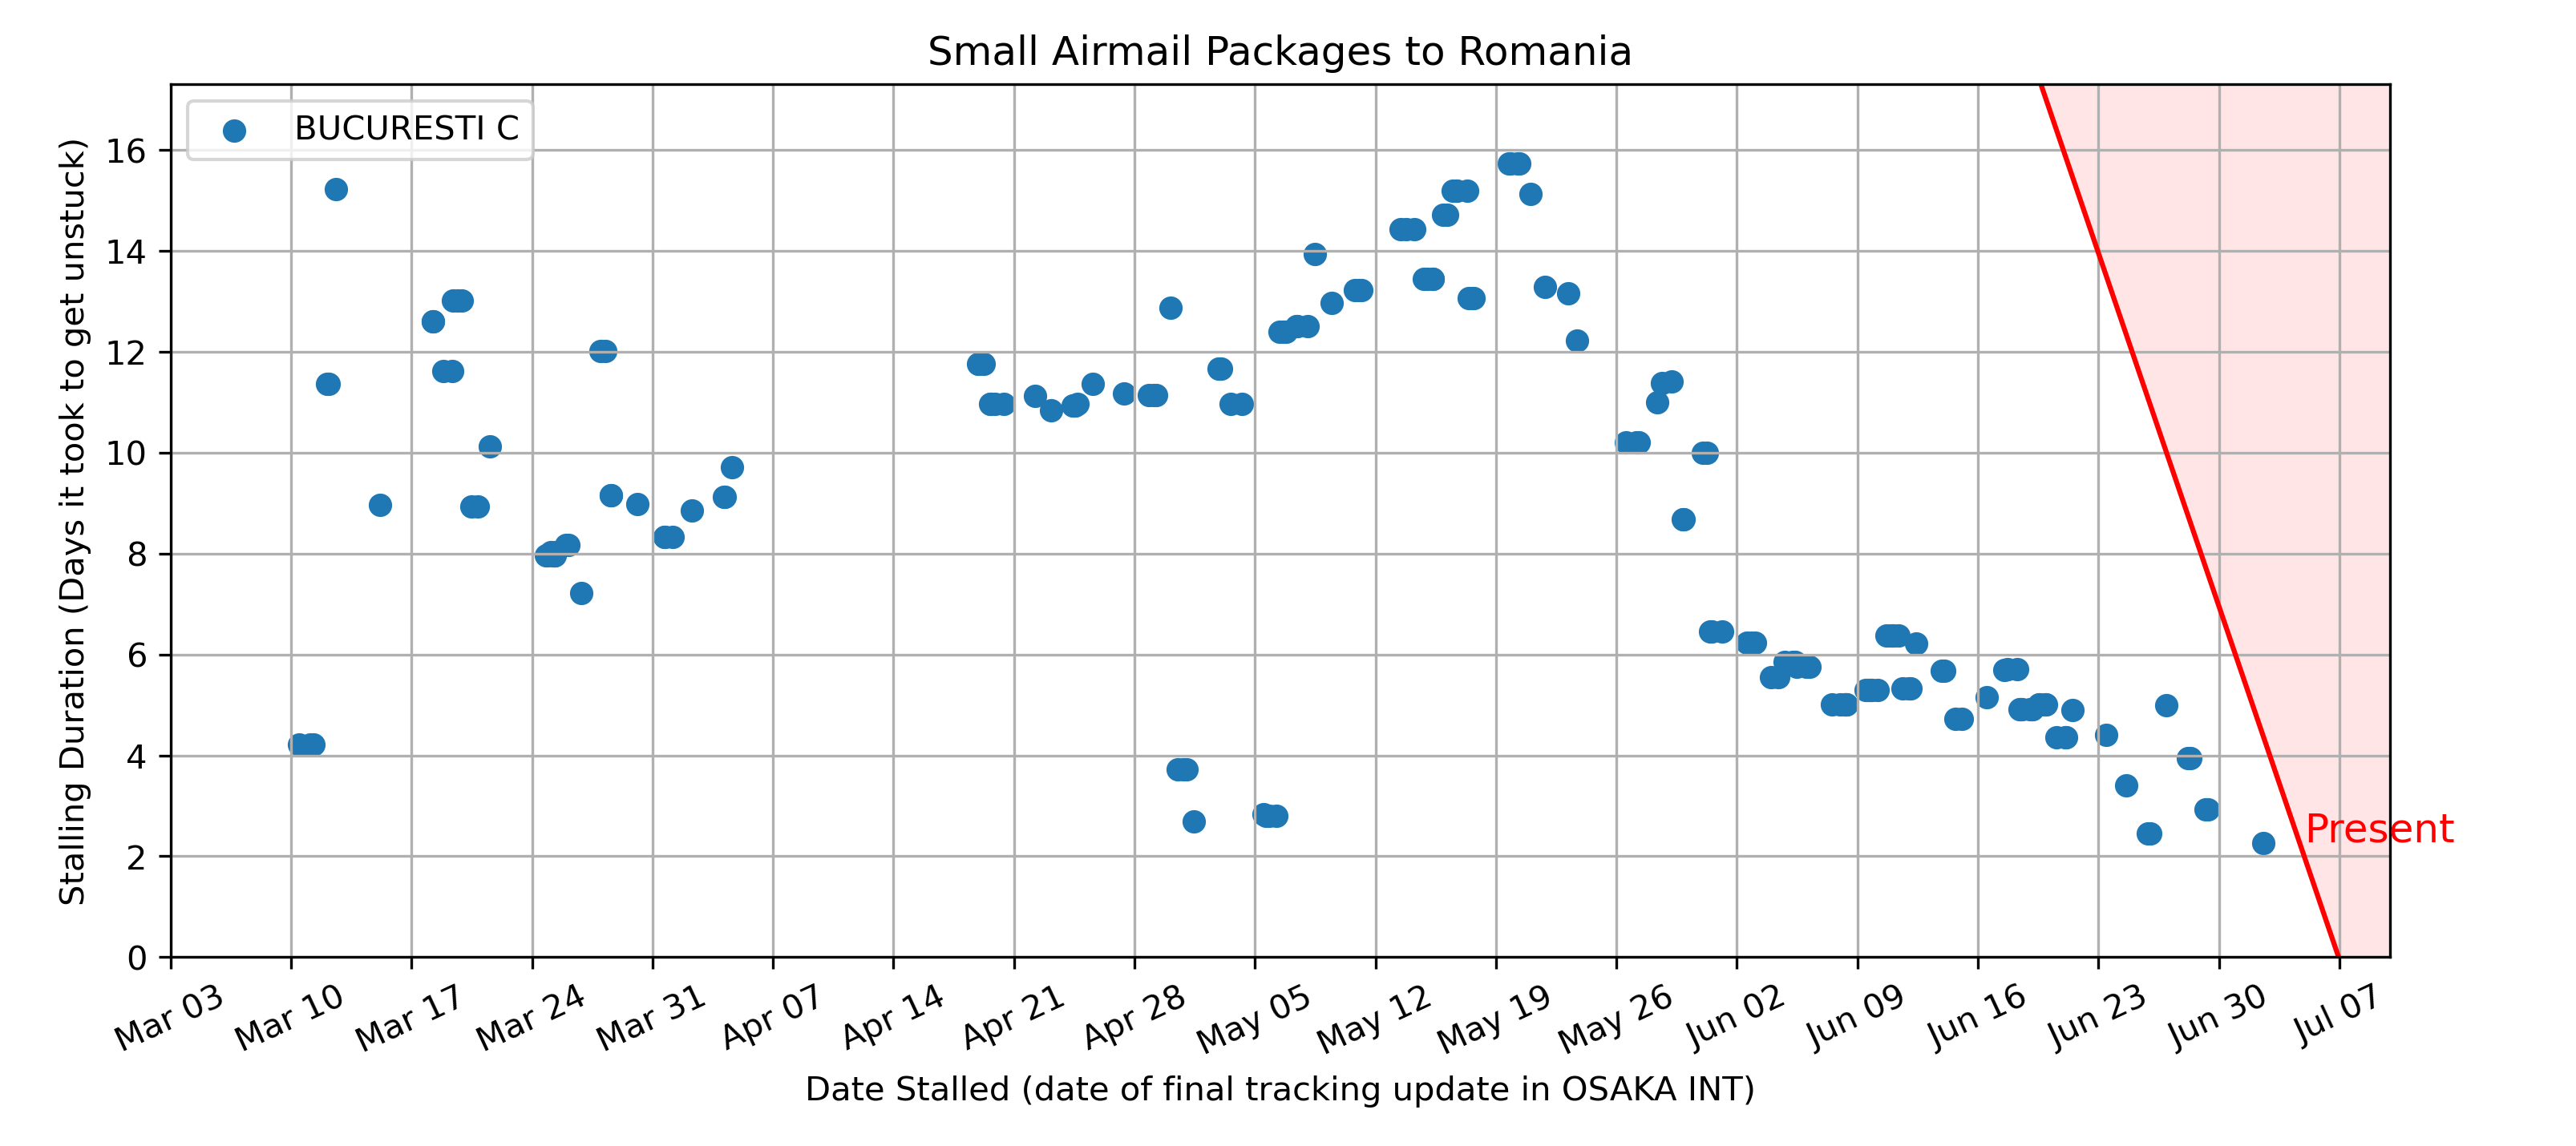 Small Airmail Packages to Romania
BUCURESTI C
Stalling Duration (Days it took to get unstuck)
16
14
12
10
8
6
4
2
0
Present
Mar 03
Mar 10
Mar 17
Mar 24
Mar 31
Apr 07
Apr 14
Apr 21
Apr 28
May 05
May 12
May 19
May 26
Jun 02
Jun 09
Jun 16
Jun 23
Jun 30
Jul 07
Date Stalled (date of final tracking update in OSAKA INT)